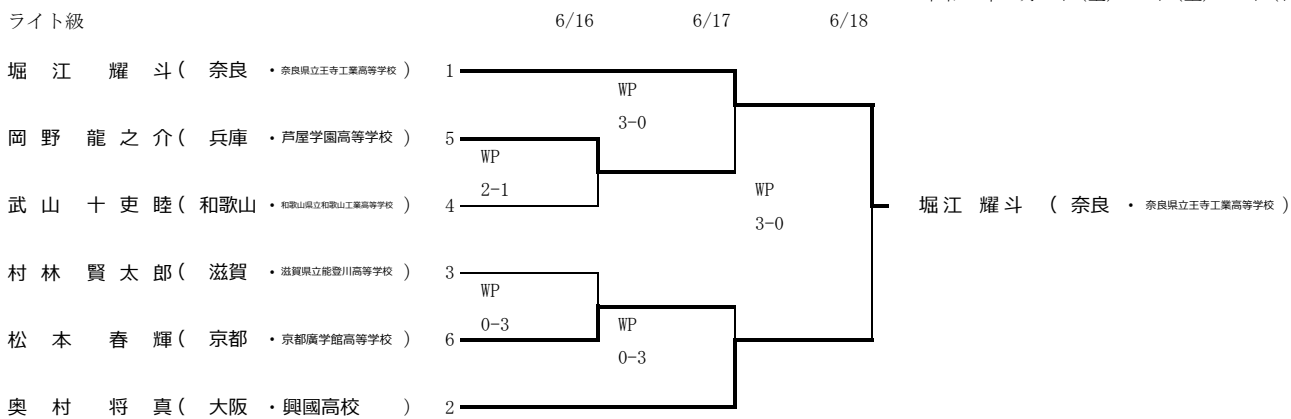 ライト級 6/16 6/17 6/18
堀 江 耀 斗 ( 奈良 ・ 奈良県立王寺工業高等学校 ) 1
WP
3-0
岡 野 龍 之 介 ( 兵庫 ・ 芦屋学園高等学校 ) 5
WP
2-1
武 山 十 吏 睦 ( 和歌山 ・ 和歌山県立和歌山工業高等学校 ) 4
WP
3-0
堀江 耀斗 ( 奈良 ・ 奈良県立王寺工業高等学校 )
村 林 賢 太 郎 ( 滋賀 ・ 滋賀県立能登川高等学校 ) 3
WP
0-3
松 本 春 輝 ( 京都 ・ 京都廣学館高等学校 ) 6
WP
0-3
奥 村 将 真 ( 大阪 ・ 興國高校 ) 2